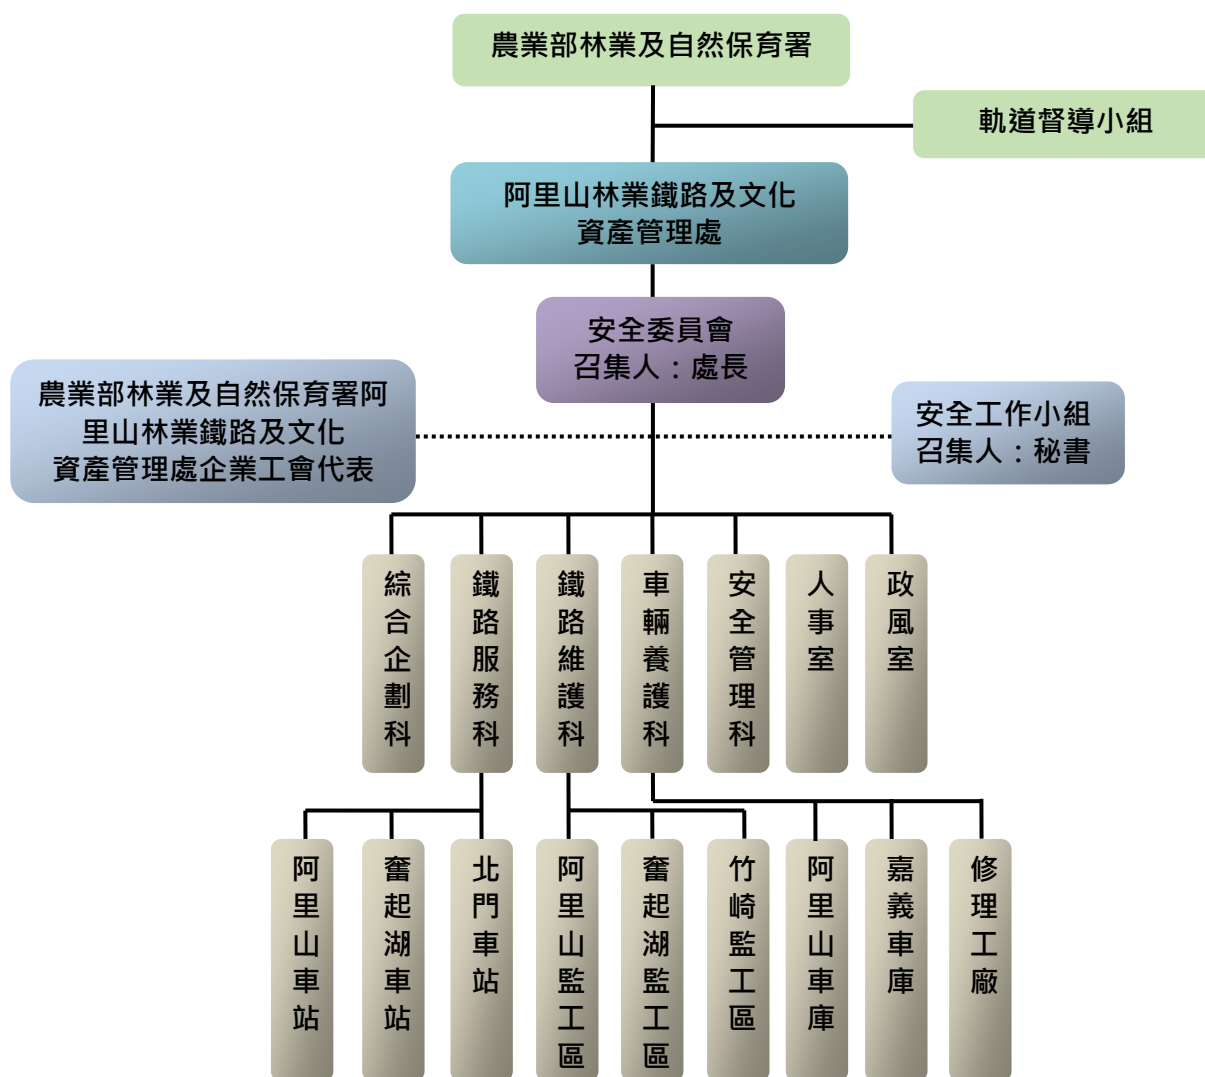 農業部林業及自然保育署
軌道督導小組
阿里山林業鐵路及文化
資產管理處
安全委員會
召集人：處長
農業部林業及自然保育署阿
里山林業鐵路及文化
資產管理處企業工會代表
安全工作小組
召集人：秘書
綜合企劃科
鐵路服務科
鐵路維護科
車輛養護科
安全管理科
人事室
政風室
阿里山車站
奮起湖車站
北門車站
阿里山監工區
奮起湖監工區
竹崎監工區
阿里山車庫
嘉義車庫
修理工廠